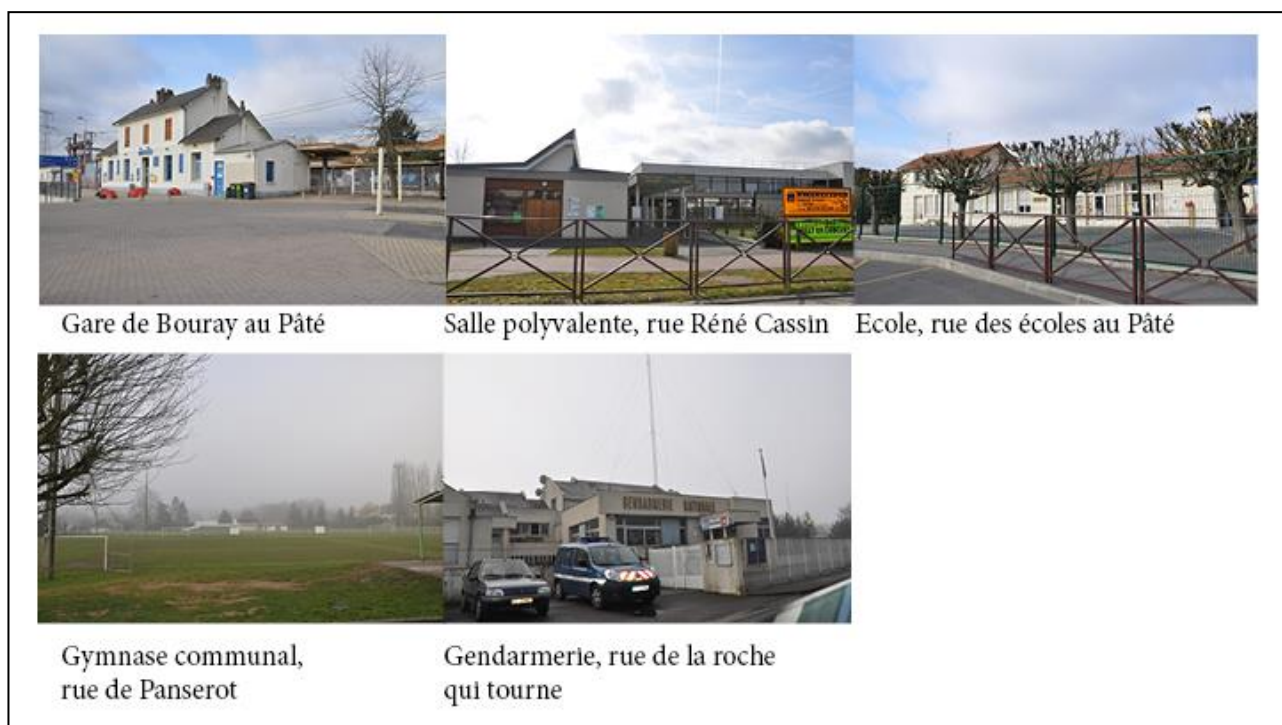 Gare de Bouray au Pâté
Salle polyvalente, rue Réné Cassin
Ecole, rue des écoles au Pâté
GENDARMERIE NATIONALE
Gymnase communal,
rue de Panserot
Gendarmerie, rue de la roche
qui tourne